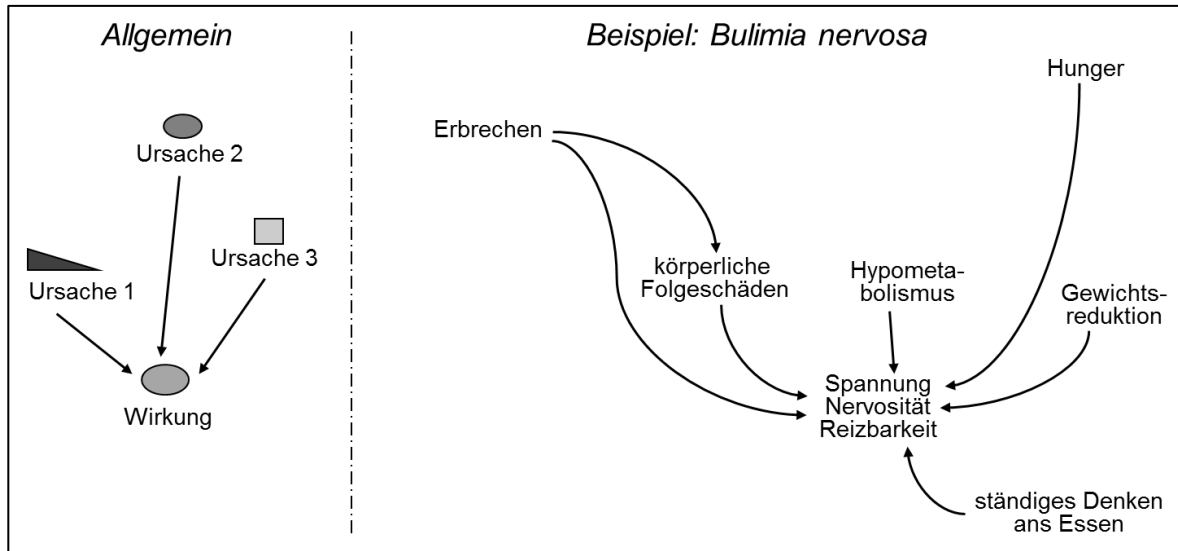 Allgemein
Ursache 2
Ursache 3
Ursache 1
Wirkung
Beispiel: Bulimia nervosa
Hunger
Erbrechen
körperliche
Folgeschäden
Hypometa-
bolismus
Gewichts-
reduktion
Spannung
Nervosität
Reizbarkeit
ständiges Denken
ans Essen